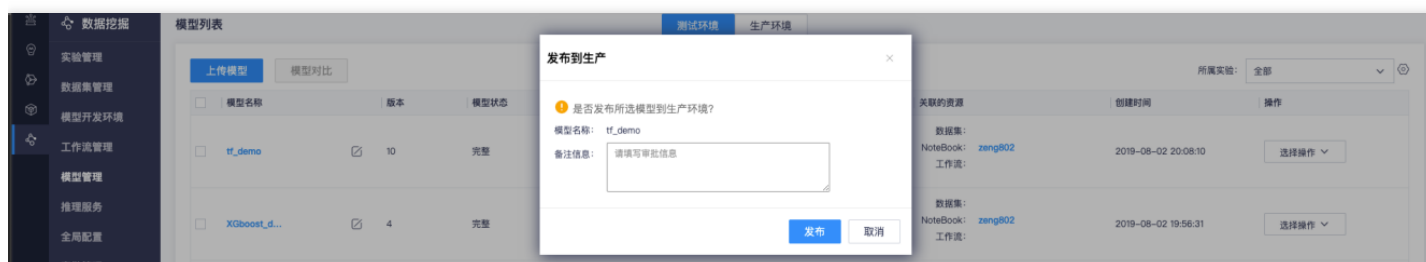 数据挖掘
模型列表
测试环境
生产环境
实验管理
数据集管理
模型开发环境
工作流管理
模型管理
推理服务
全局配置
上传模型
模型对比
所属实验:
全部
模型名称
版本
模型状态
关联的资源
创建时间
操作
tf_demo
10
完整
数据集:
NoteBook: zeng802
工作流:
2019-08-02 20:08:10
选择操作
XGboost_d...
4
完整
数据集:
NoteBook: zeng802
工作流:
2019-08-02 19:56:31
选择操作
发布到生产
是否发布所选模型到生产环境?
模型名称: tf_demo
备注信息:
请填写审批信息
发布
取消